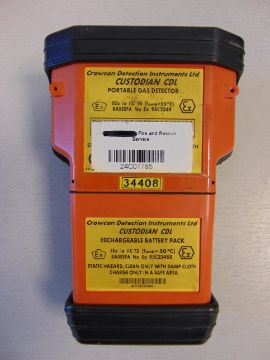 Crowcon Detection Instruments Ltd
CUSTODIAN CDL
PORTABLE GAS DETECTOR
Fire and Rescue
Service
24C07785
34408
Crowcon Detection Instruments Ltd
CUSTODIAN CDL
RECHARGEABLE BATTERY PACK
STATIC HAZARD, CLEAN ONLY WITH DAMP CLOTH
CHARGE ONLY IN A SAFE AREA